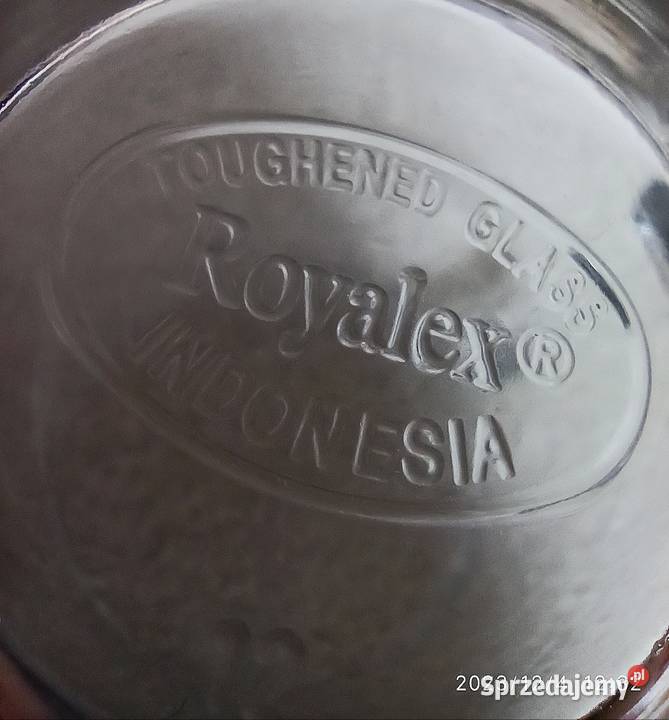 TOUGHENED GLASS
Royalex®
INDONESIA
Sprzedajemy.pl